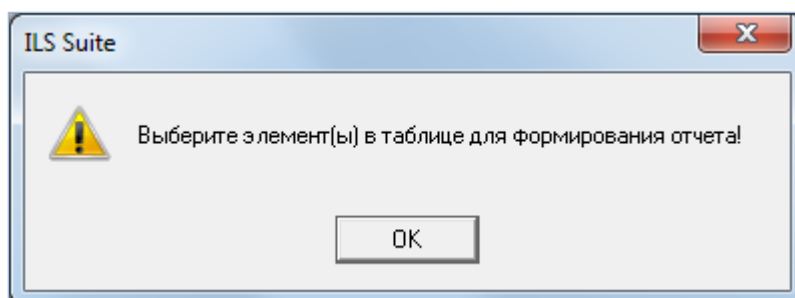 ILS Suite
Выберите элемент(ы) в таблице для формирования отчета!
OK